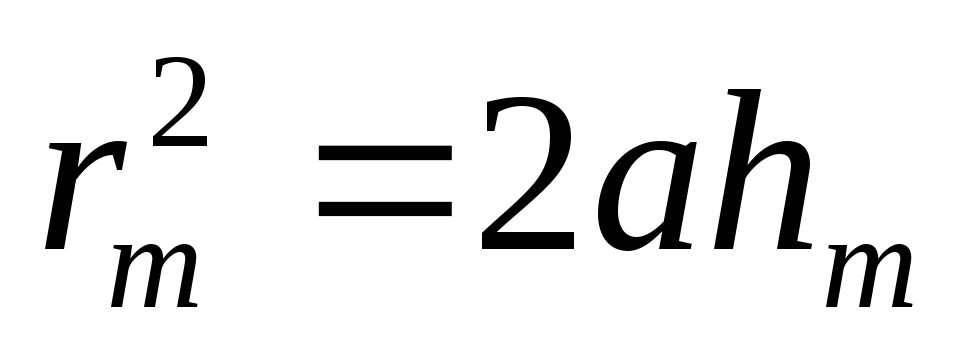 r_m^2 = 2ah_m